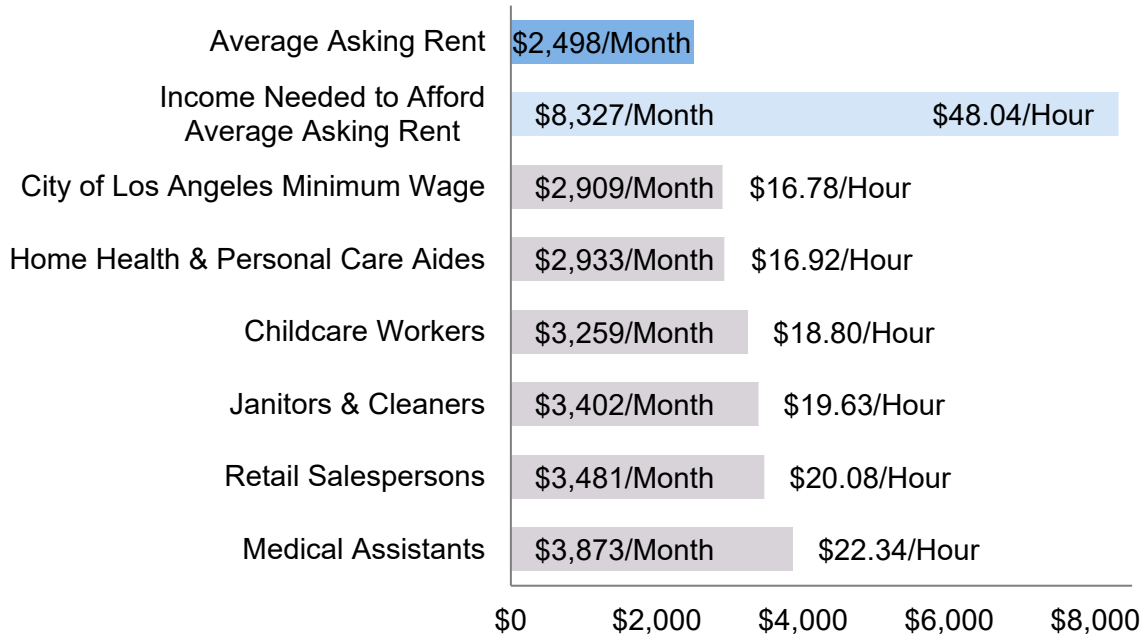 Average Asking Rent $2,498/Month
Income Needed to Afford
Average Asking Rent $8,327/Month $48.04/Hour
City of Los Angeles Minimum Wage $2,909/Month $16.78/Hour
Home Health & Personal Care Aides $2,933/Month $16.92/Hour
Childcare Workers $3,259/Month $18.80/Hour
Janitors & Cleaners $3,402/Month $19.63/Hour
Retail Salespersons $3,481/Month $20.08/Hour
Medical Assistants $3,873/Month $22.34/Hour
$0 $2,000 $4,000 $6,000 $8,000